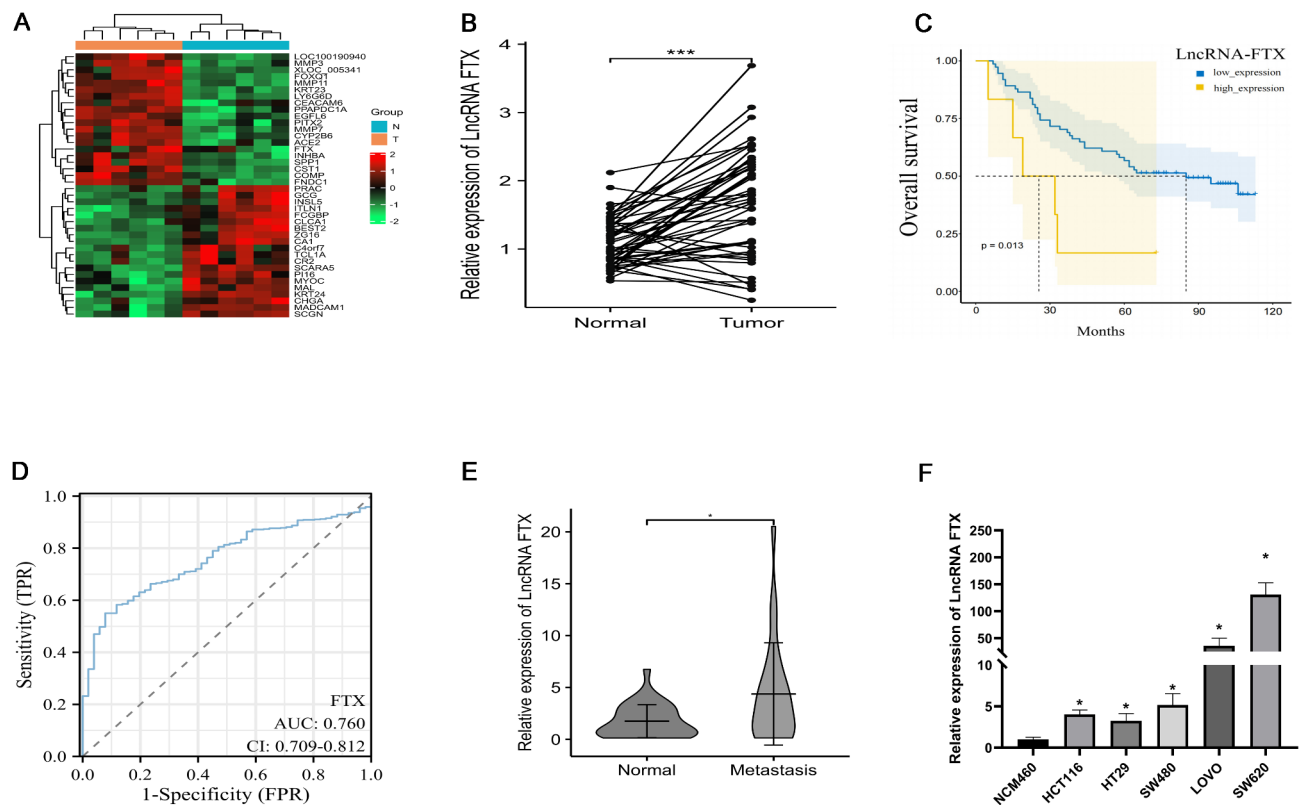 A
LOC100190940
MMP3
XLOC_005341
FOXQ1
MMP11
KRT23
LY6G6D
CEACAM6
PPAPDC1A
EGFL6
PITX2
MMP7
CYP2B6
ACE2
FTX
INHBA
SPP1
CST1
COMP
FNDC1
PRAC
GCG
INSL5
ITLN1
FCGBP
CLCA1
BEST2
ZG16
CA1
C4orf7
TCL1A
CR2
SCARA5
PI16
MYOC
MAL
KRT24
CHGA
MADCAM1
SCGN
Group
N
T
2
1
0
-1
-2
B
Relative expression of LncRNA FTX
4
3
2
1
***
Normal
Tumor
C
LncRNA-FTX
low_expression
high_expression
Overall survival
1.00
0.75
0.50
0.25
0.00
p = 0.013
0
30
60
90
120
Months
D
Sensitivity (TPR)
1.0
0.8
0.6
0.4
0.2
0.0
FTX
AUC: 0.760
CI: 0.709-0.812
0.0
0.2
0.4
0.6
0.8
1.0
1-Specificity (FPR)
E
Relative expression of LncRNA FTX
20
15
10
5
0
*
Normal
Metastasis
F
Relative expression of LncRNA FTX
250
200
150
100
50
10
5
0
*
*
*
*
*
NCM460
HCT116
HT29
SW480
LOVO
SW620